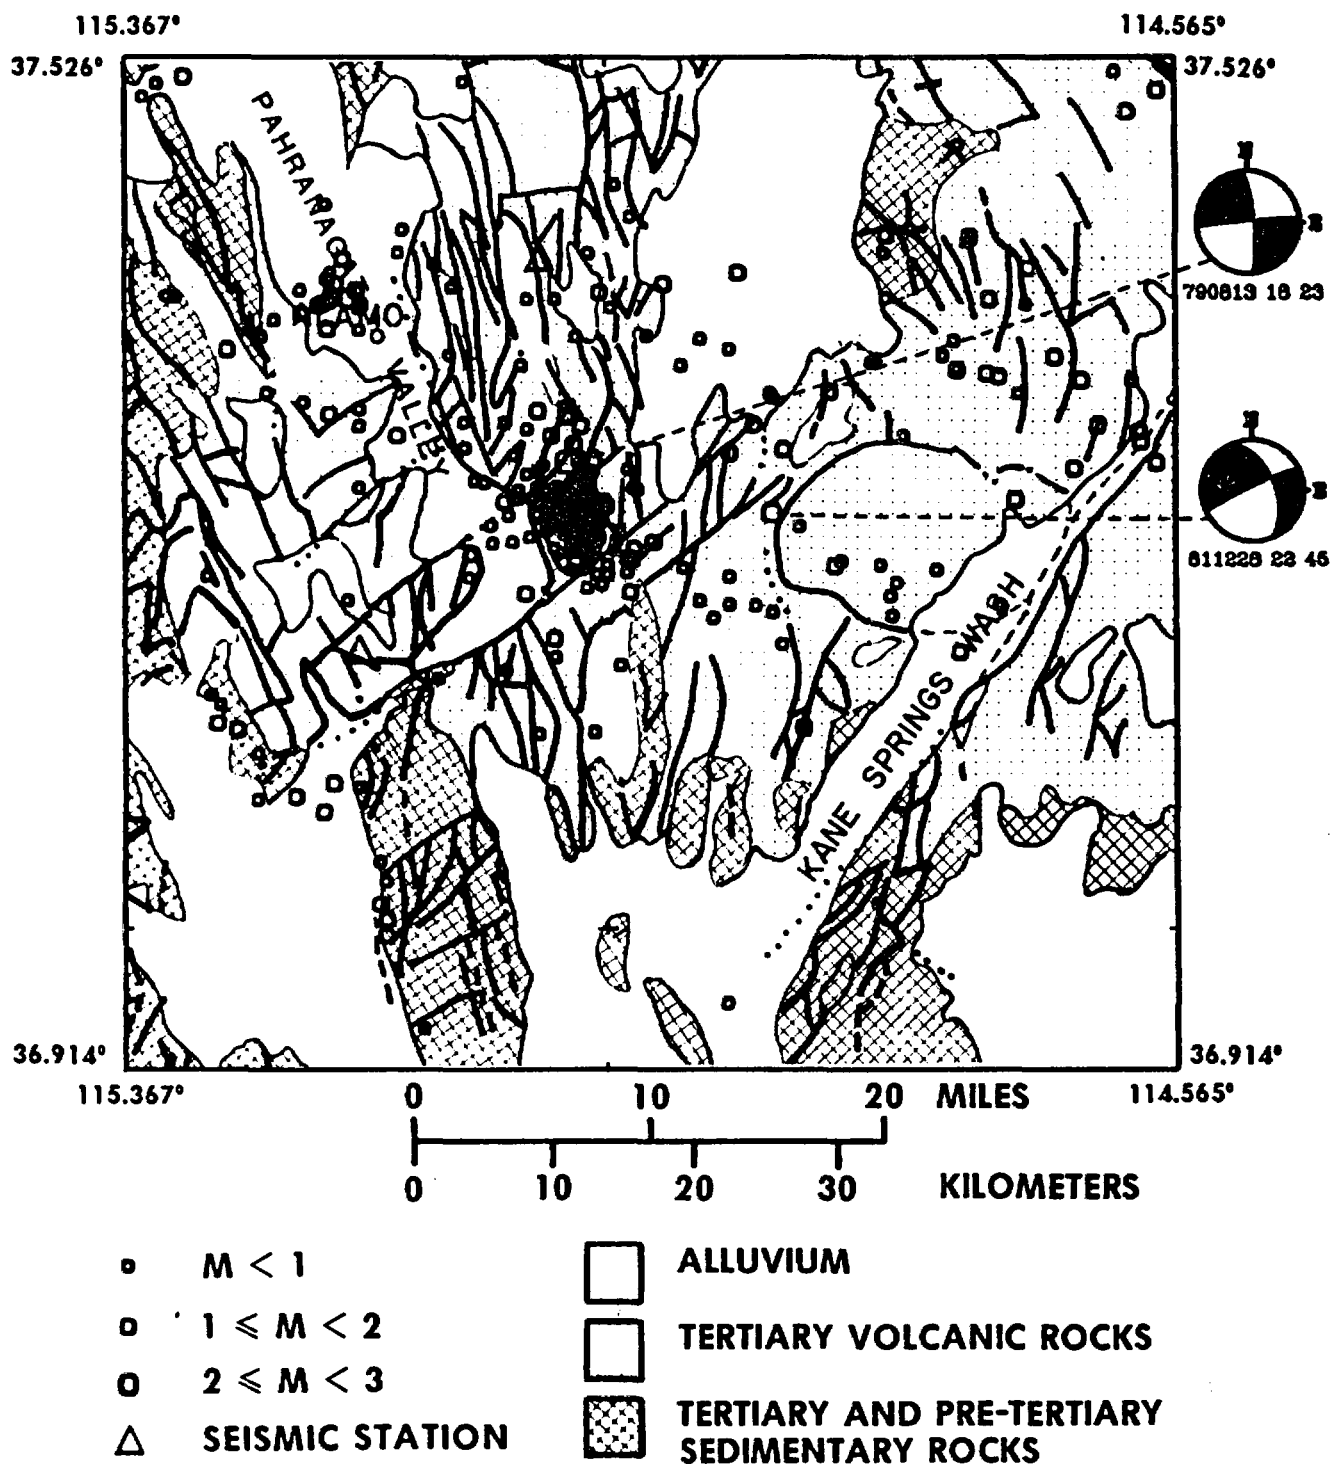 115.367°
114.565°
37.526°
37.526°
PAHRANAGAT
VALLEY
ALAMO
N
E
790813 18 23
N
E
811228 22 45
KANE SPRINGS WASH
36.914°
36.914°
115.367°
114.565°
0 10 20 MILES
0 10 20 30 KILOMETERS
M < 1
1 ⩽ M < 2
2 ⩽ M < 3
SEISMIC STATION
ALLUVIUM
TERTIARY VOLCANIC ROCKS
TERTIARY AND PRE-TERTIARY
SEDIMENTARY ROCKS